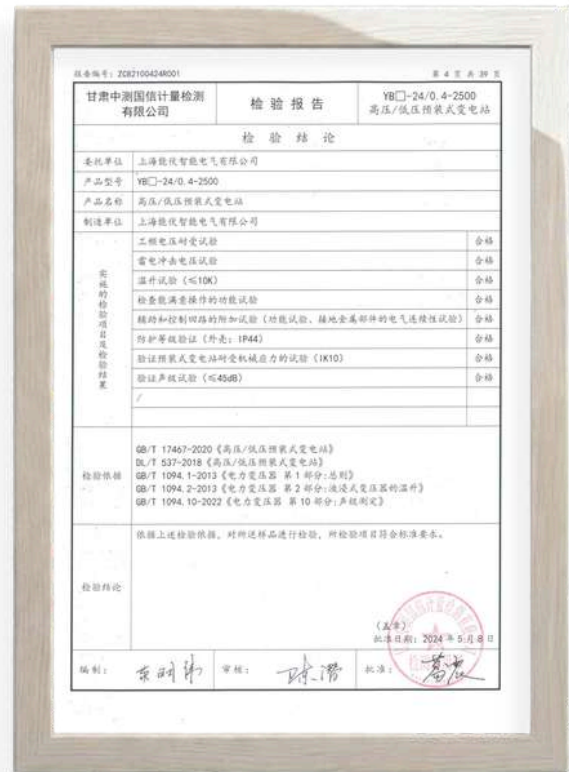 报告编号：ZCB2100424R001
第 4 页 共 39 页
甘肃中测国信计量检测
有限公司
检验报告
YB□-24/0.4-2500
高压/低压预装式变电站
检 验 结 论
委托单位
上海能仗智能电气有限公司
产品型号
YB□-24/0.4-2500
产品名称
高压/低压预装式变电站
制造单位
上海能仗智能电气有限公司
实施的检验项目及检验结果
工频电压耐受试验
合格
雷电冲击电压试验
合格
温升试验（≤10K）
合格
检查能满意操作的功能试验
合格
辅助和控制回路的附加试验（功能试验、接地金属部件的电气连续性试验）
合格
防护等级验证（外壳：IP44）
合格
验证预装式变电站耐受机械应力的试验（IK10）
合格
验证声级试验（≤45dB）
合格
/
检验依据
GB/T 17467-2020《高压/低压预装式变电站》
DL/T 537-2018《高压/低压预装式变电站》
GB/T 1094.1-2013《电力变压器 第1部分:总则》
GB/T 1094.2-2013《电力变压器 第2部分:液浸式变压器的温升》
GB/T 1094.10-2022《电力变压器 第10部分:声级测定》
检验结论
依据上述检验依据，对所送样品进行检验，所检验项目符合标准要求。
（盖章）
批准日期：2024年5月8日
编制：
审核：
批准：